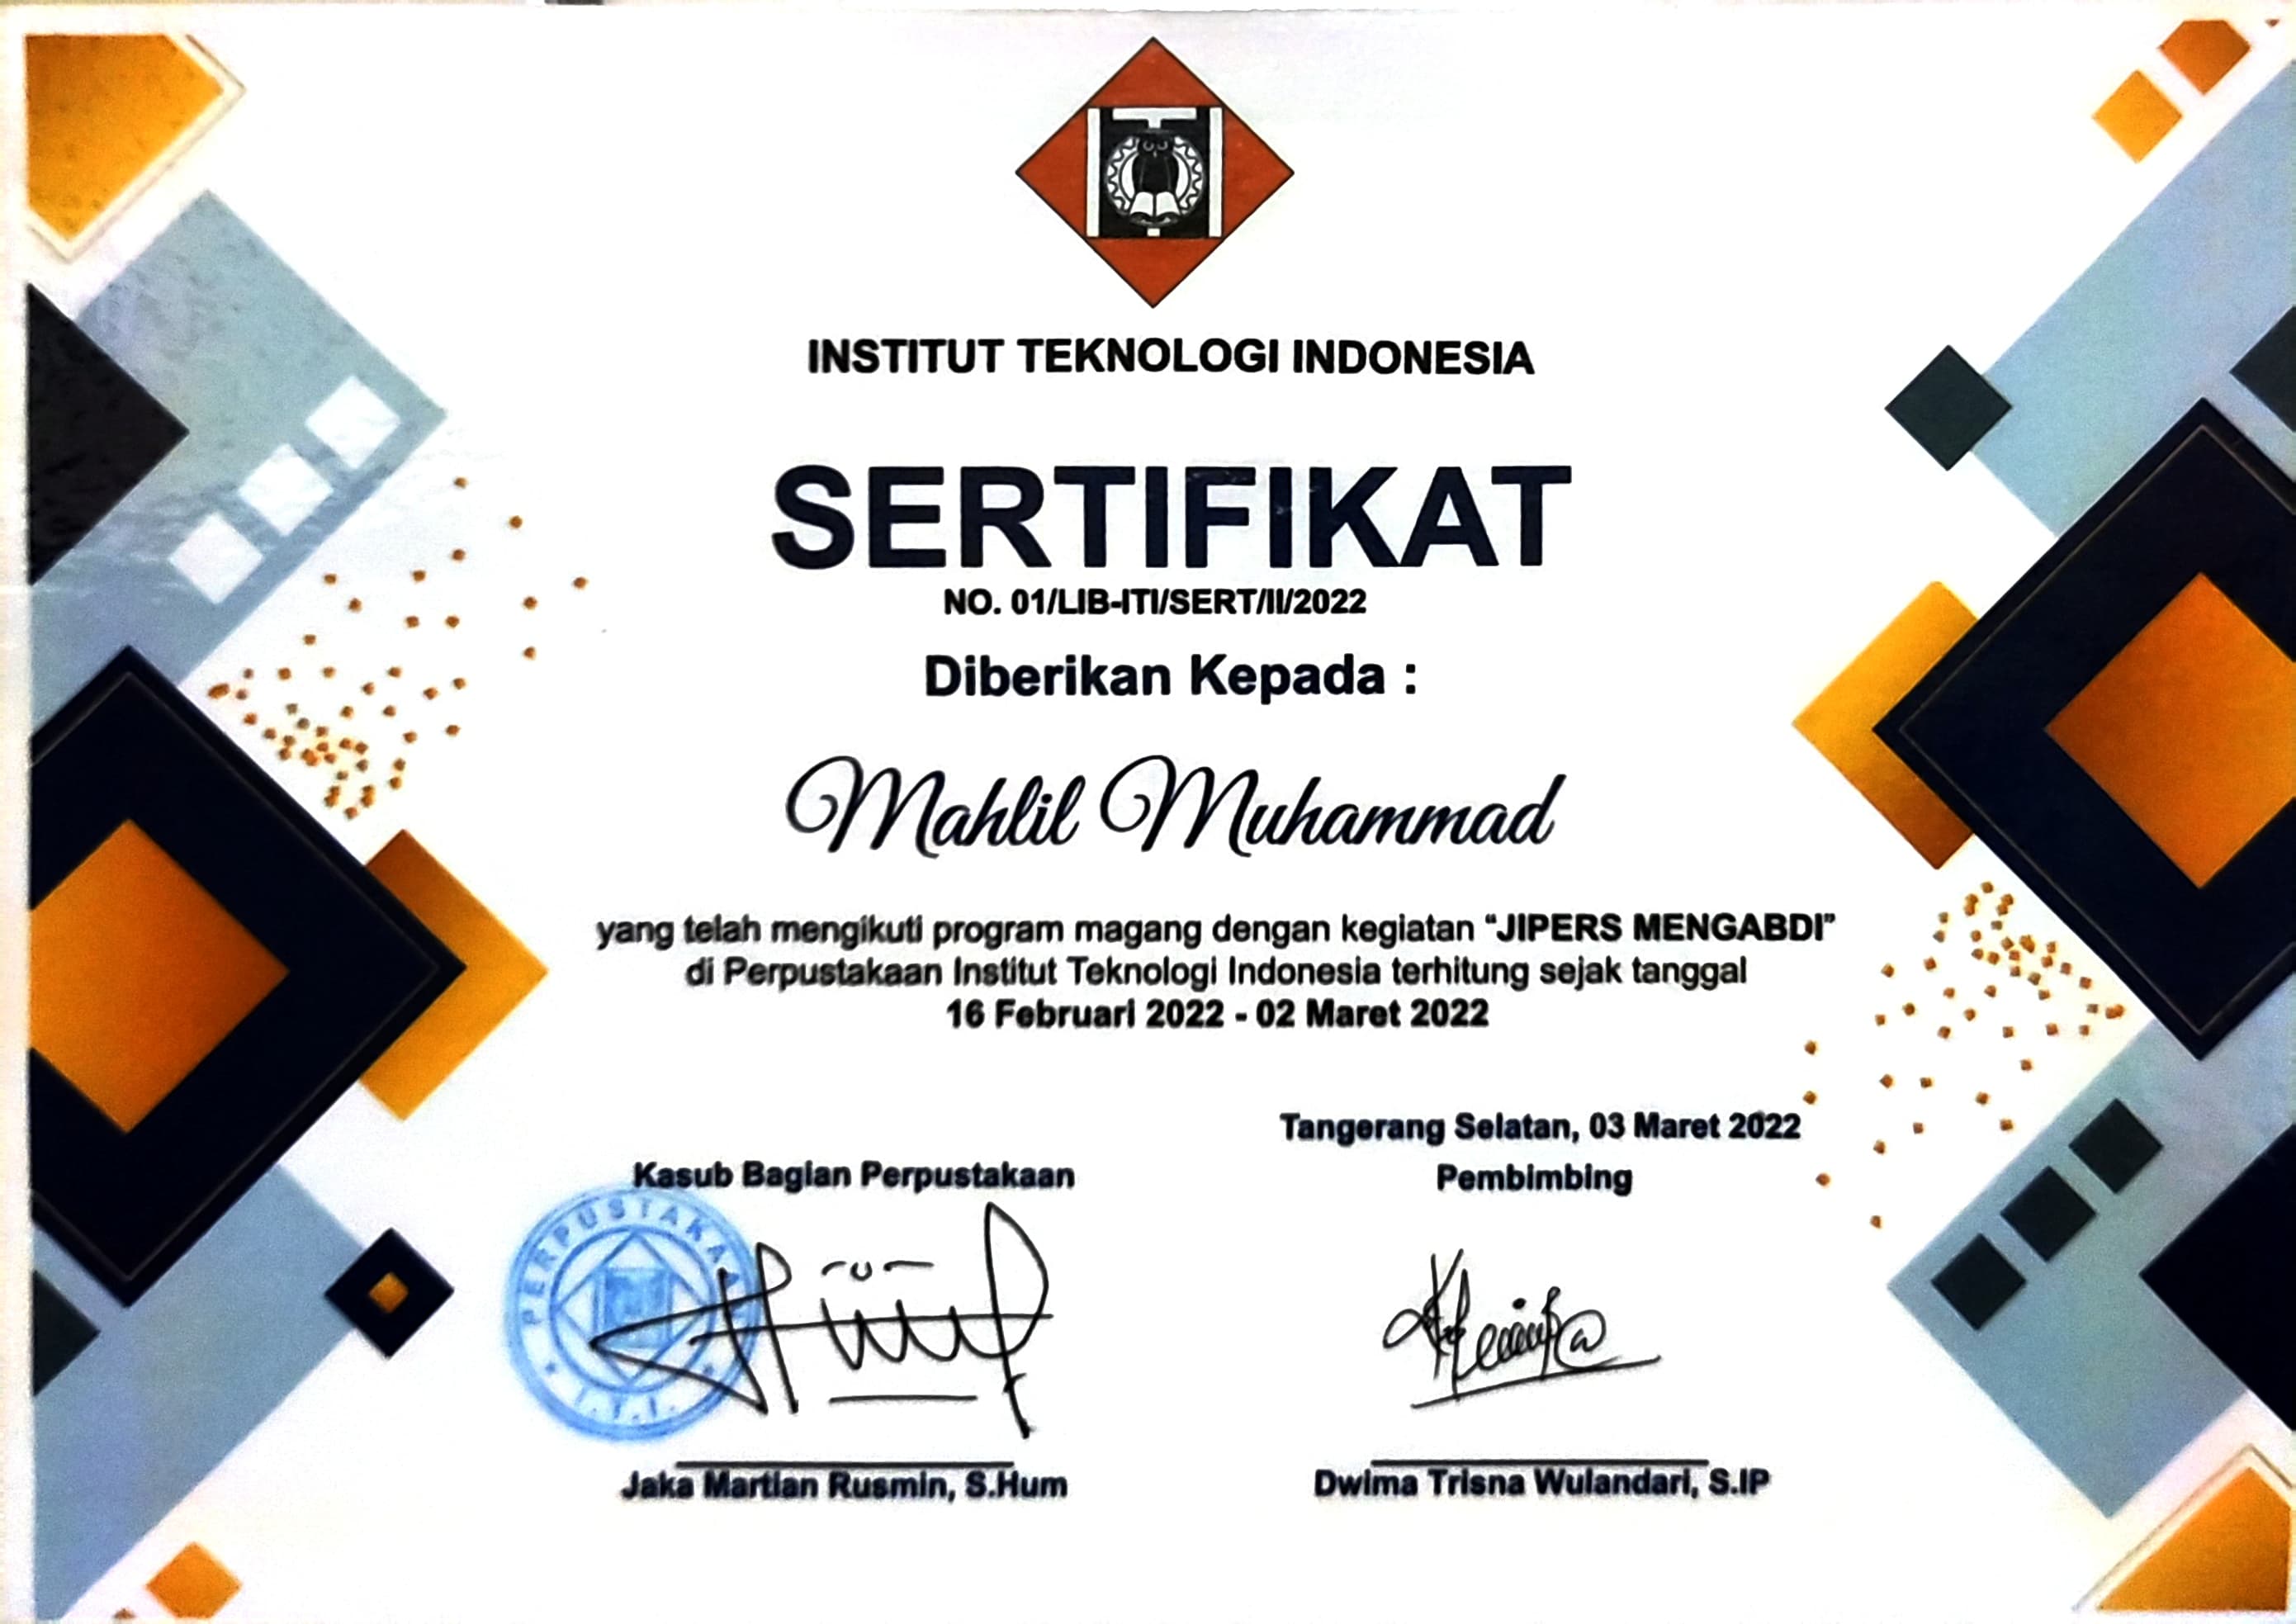 INSTITUT TEKNOLOGI INDONESIA
SERTIFIKAT
NO. 01/LIB-ITI/SERT/II/2022
Diberikan Kepada :
Mahlil Muhammad
yang telah mengikuti program magang dengan kegiatan “JIPERS MENGABDI”
di Perpustakaan Institut Teknologi Indonesia terhitung sejak tanggal
16 Februari 2022 - 02 Maret 2022
Tangerang Selatan, 03 Maret 2022
Kasub Bagian Perpustakaan
Pembimbing
PERPUSTAKAA
I.T.I.
Jaka Martian Rusmin, S.Hum
Dwima Trisna Wulandari, S.IP